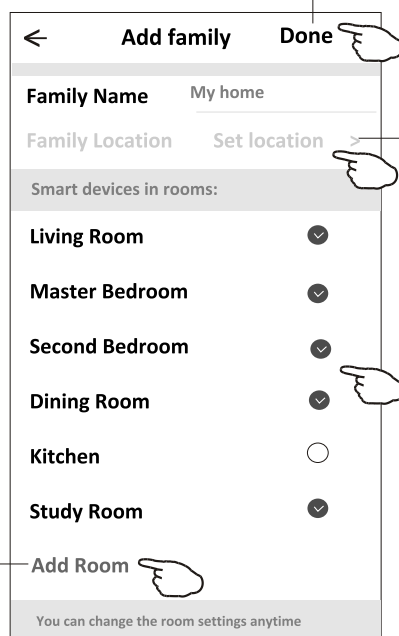 Add family Done
Family Name My home
Family Location Set location >
Smart devices in rooms:
Living Room
Master Bedroom
Second Bedroom
Dining Room
Kitchen
Study Room
Add Room
You can change the room settings anytime